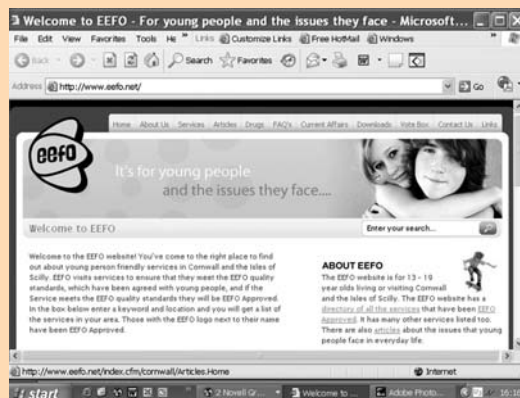 Welcome to EEFO - For young people and the issues they face - Microsoft...
File Edit View Favorites Tools He » Links Customize Links Free HotMail Windows »
Back Search Favorites
Address http://www.eefo.net/ Go
Home About Us Services Articles Drugs FAQ's Current Affairs Downloads Vote Box Contact Us Links
eefo
It's for young people
and the issues they face....
Welcome to EEFO
Enter your search...
Welcome to the EEFO website! You've come to the right place to find
out about young person friendly services in Cornwall and the Isles of
Scilly. EEFO visits services to ensure that they meet the EEFO quality
standards, which have been agreed with young people, and if the
Service meets the EEFO quality standards they will be EEFO Approved.
In the box below enter a keyword and location and you will get a list of
the services in your area. Those with the EEFO logo next to their name
have been EEFO Approved.
ABOUT EEFO
The EEFO website is for 13 - 19
year olds living or visiting Cornwall
and the Isles of Scilly. The EEFO website has a
directory of all the services that have been EEFO
Approved. It has many other services listed too.
There are also articles about the issues that young
people face in everyday life.
http://www.eefo.net/index.cfm/cornwall/Articles.Home Internet
start 2 Novell Gr... Welcome to ... Adobe Photo...